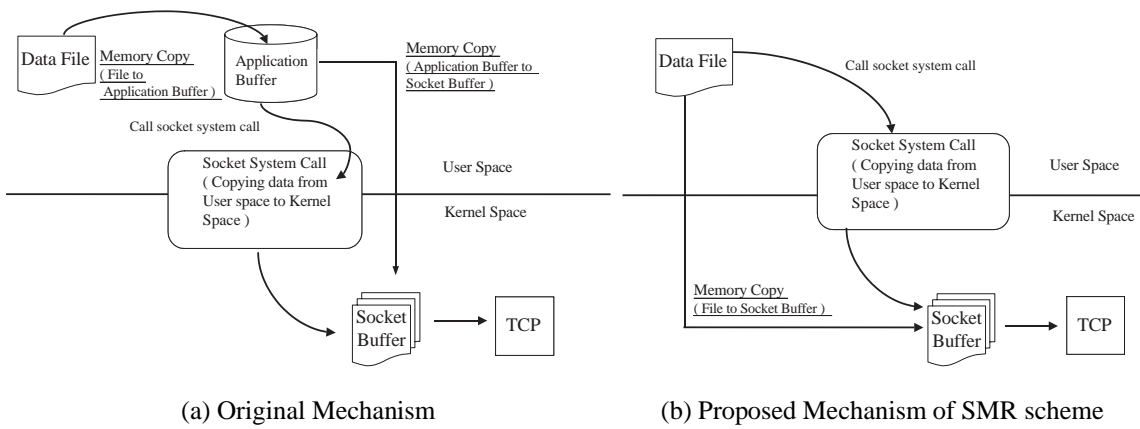 Data File
Memory Copy
( File to
Application Buffer )
Application
Buffer
Memory Copy
( Application Buffer to
Socket Buffer )
Call socket system call
Socket System Call
( Copying data from
User space to Kernel
Space )
User Space
Kernel Space
Socket
Buffer
TCP
(a) Original Mechanism
Data File
Call socket system call
Socket System Call
( Copying data from
User space to Kernel
Space )
User Space
Kernel Space
Memory Copy
( File to Socket Buffer )
Socket
Buffer
TCP
(b) Proposed Mechanism of SMR scheme